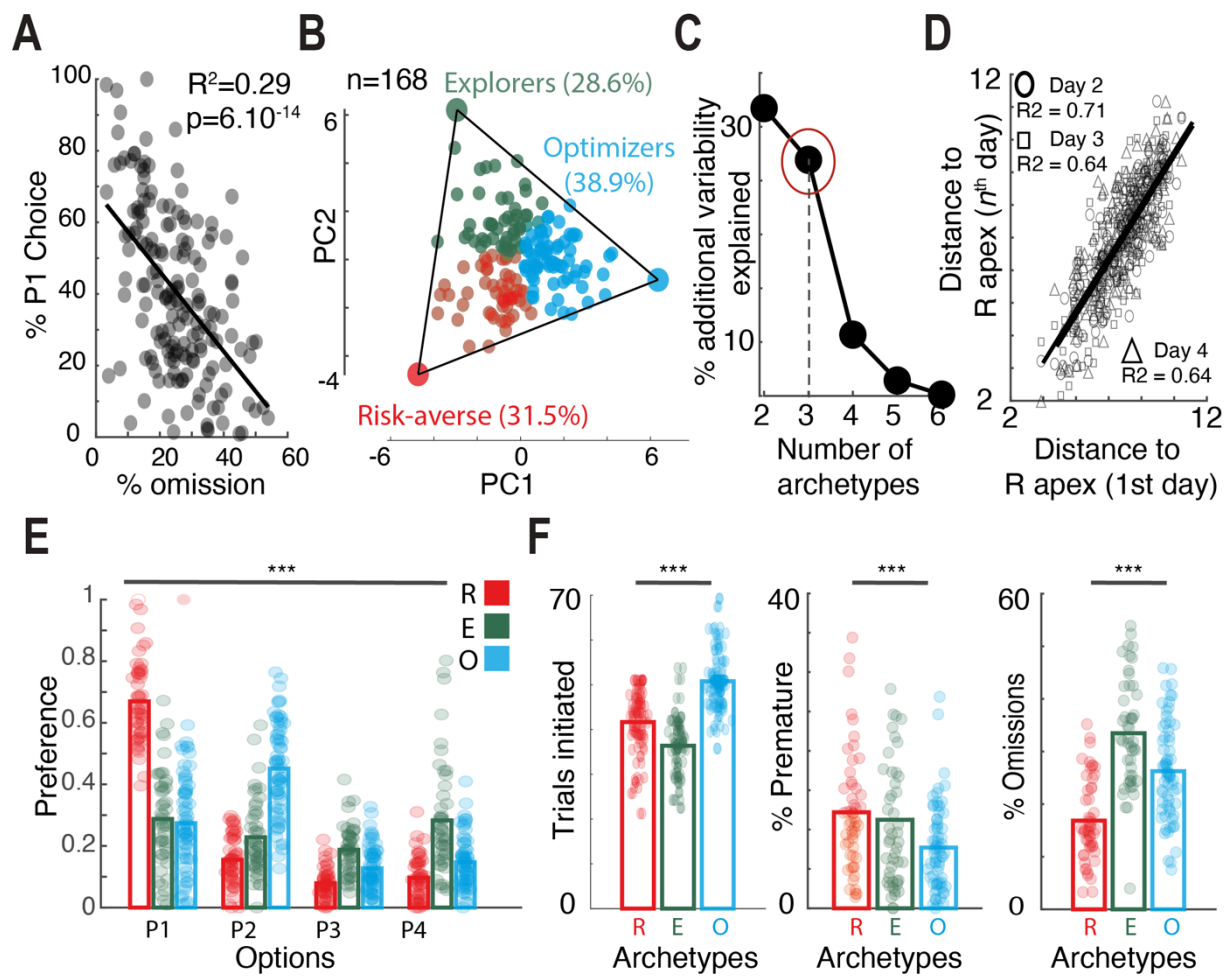 A
100
80
60
40
20
0
% P1 Choice
R²=0.29
p=6.10⁻¹⁴
0 20 40 60
% omission
B
n=168
Explorers (28.6%)
Optimizers
(38.9%)
Risk-averse (31.5%)
6
2
-4
PC2
-6 0 6
PC1
C
% additional variability
explained
30
10
2 3 4 5 6
Number of
archetypes
D
12
2
Distance to
R apex (nth day)
Day 2
R2 = 0.71
Day 3
R2 = 0.64
Day 4
R2 = 0.64
2 12
Distance to
R apex (1st day)
E
***
R
E
O
1
0.8
0.6
0.4
0.2
0
Preference
P1 P2 P3 P4
Options
F
***
70
0
Trials initiated
R E O
Archetypes
***
40
0
% Premature
R E O
Archetypes
***
60
0
% Omissions
R E O
Archetypes